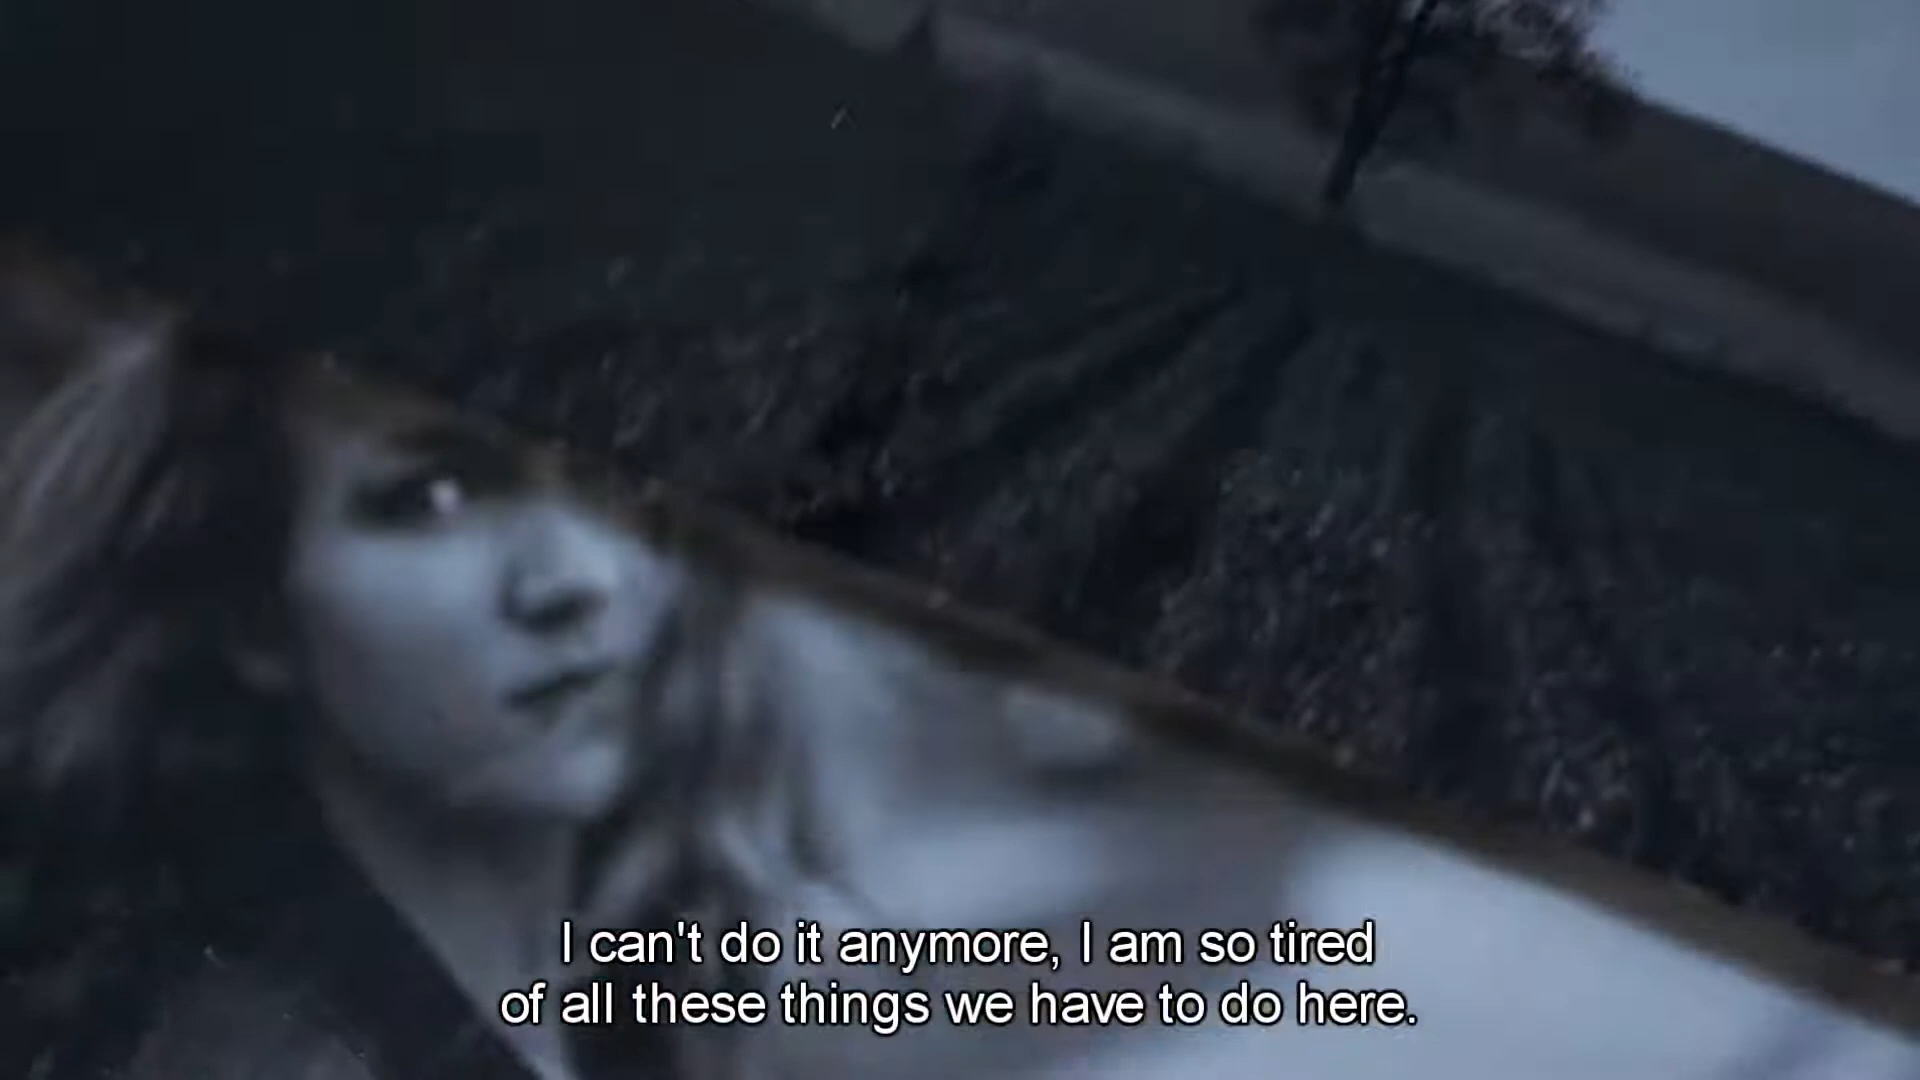 I can't do it anymore, I am so tired
of all these things we have to do here.